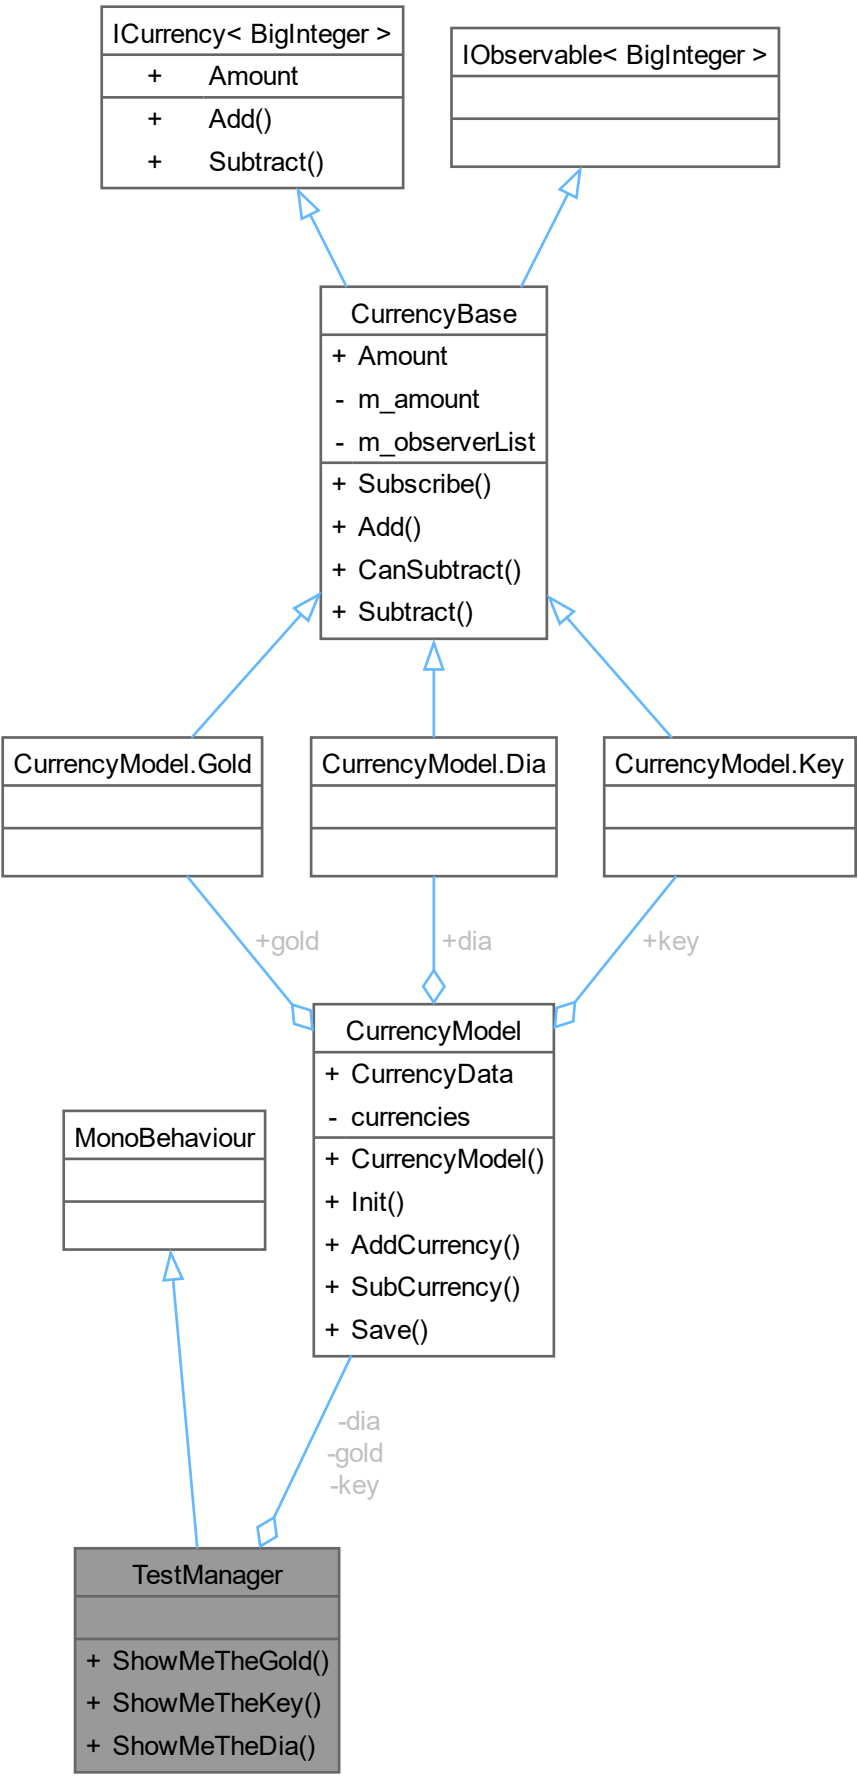 ICurrency< BigInteger >
+ Amount
+ Add()
+ Subtract()
IObservable< BigInteger >
CurrencyBase
+ Amount
- m_amount
- m_observerList
+ Subscribe()
+ Add()
+ CanSubtract()
+ Subtract()
CurrencyModel.Gold
CurrencyModel.Dia
CurrencyModel.Key
+gold
+dia
+key
CurrencyModel
+ CurrencyData
- currencies
+ CurrencyModel()
+ Init()
+ AddCurrency()
+ SubCurrency()
+ Save()
MonoBehaviour
-dia
-gold
-key
TestManager
+ ShowMeTheGold()
+ ShowMeTheKey()
+ ShowMeTheDia()